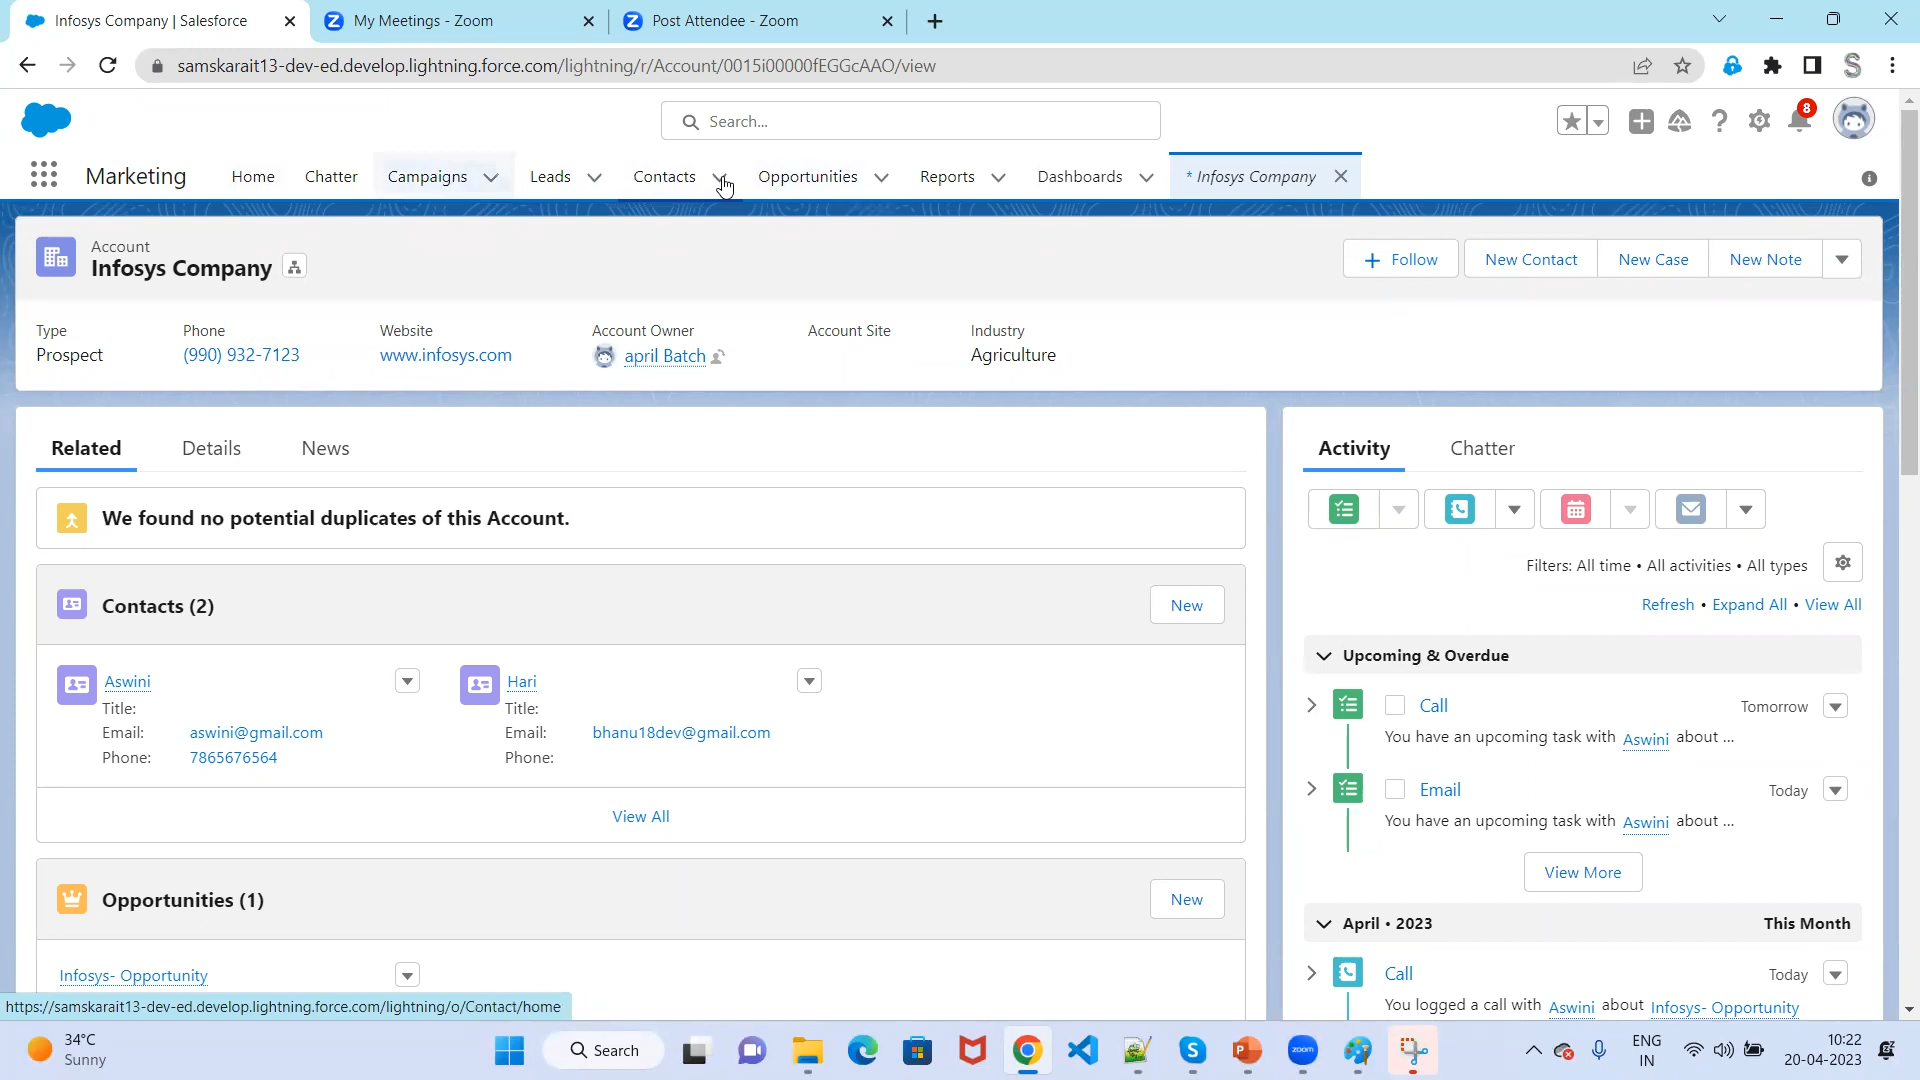 Infosys Company | Salesforce
My Meetings - Zoom
Post Attendee - Zoom
samskarait13-dev-ed.develop.lightning.force.com/lightning/r/Account/0015i00000fEGGcAAO/view
Search...
8
Marketing
Home
Chatter
Campaigns
Leads
Contacts
Opportunities
Reports
Dashboards
* Infosys Company
Account
Infosys Company
Follow
New Contact
New Case
New Note
Type
Phone
Website
Account Owner
Account Site
Industry
Prospect
(990) 932-7123
www.infosys.com
april Batch
Agriculture
Related
Details
News
Activity
Chatter
We found no potential duplicates of this Account.
Filters: All time • All activities • All types
Refresh • Expand All • View All
Contacts (2)
New
Upcoming & Overdue
Aswini
Title:
Email: aswini@gmail.com
Phone: 7865676564
Hari
Title:
Email: bhanu18dev@gmail.com
Phone:
View All
Call
Tomorrow
You have an upcoming task with Aswini about ...
Email
Today
You have an upcoming task with Aswini about ...
View More
Opportunities (1)
New
Infosys- Opportunity
April • 2023
This Month
Call
Today
You logged a call with Aswini about Infosys- Opportunity
https://samskarait13-dev-ed.develop.lightning.force.com/lightning/o/Contact/home
34°C
Sunny
Search
zoom
ENG
IN
10:22
20-04-2023